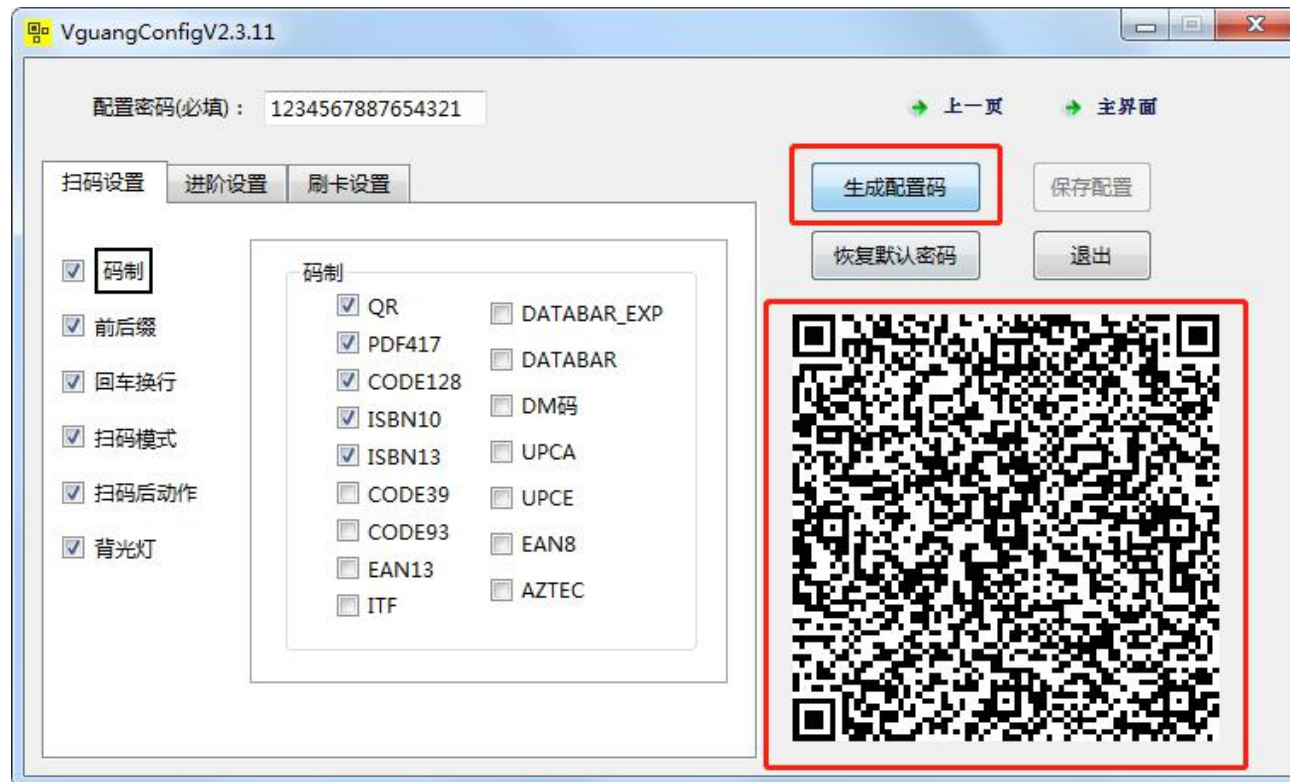 VguangConfigV2.3.11
配置密码(必填)： 1234567887654321
上一页 主界面
扫码设置 进阶设置 刷卡设置
生成配置码 保存配置
恢复默认密码 退出
码制
前后缀
回车换行
扫码模式
扫码后动作
背光灯
码制
QR
PDF417
CODE128
ISBN10
ISBN13
CODE39
CODE93
EAN13
ITF
DATABAR_EXP
DATABAR
DM码
UPCA
UPCE
EAN8
AZTEC